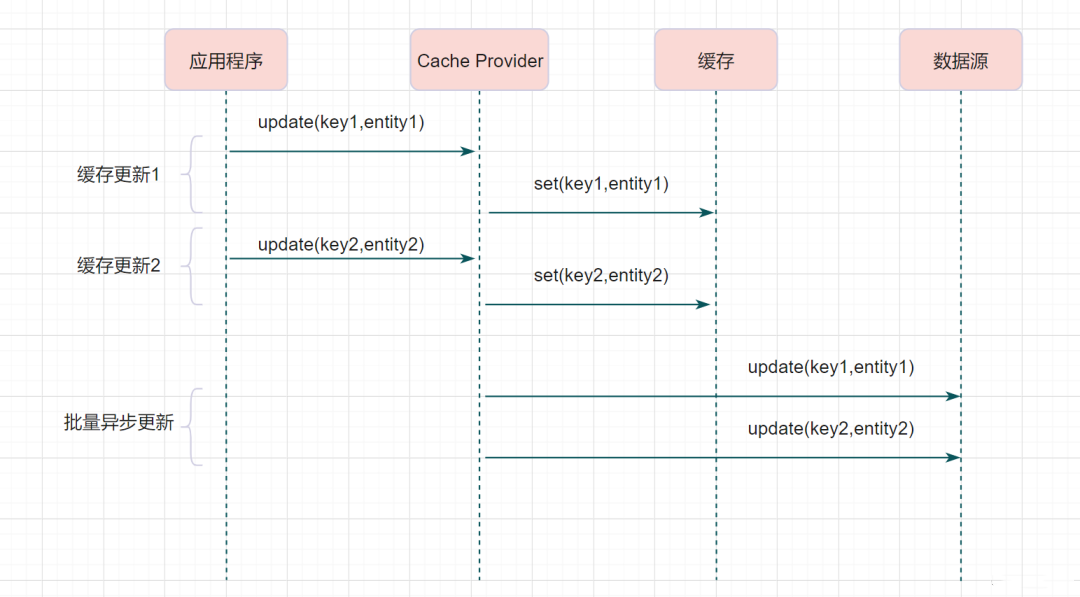 应用程序
Cache Provider
缓存
数据源
update(key1,entity1)
缓存更新1
set(key1,entity1)
update(key2,entity2)
缓存更新2
set(key2,entity2)
update(key1,entity1)
批量异步更新
update(key2,entity2)